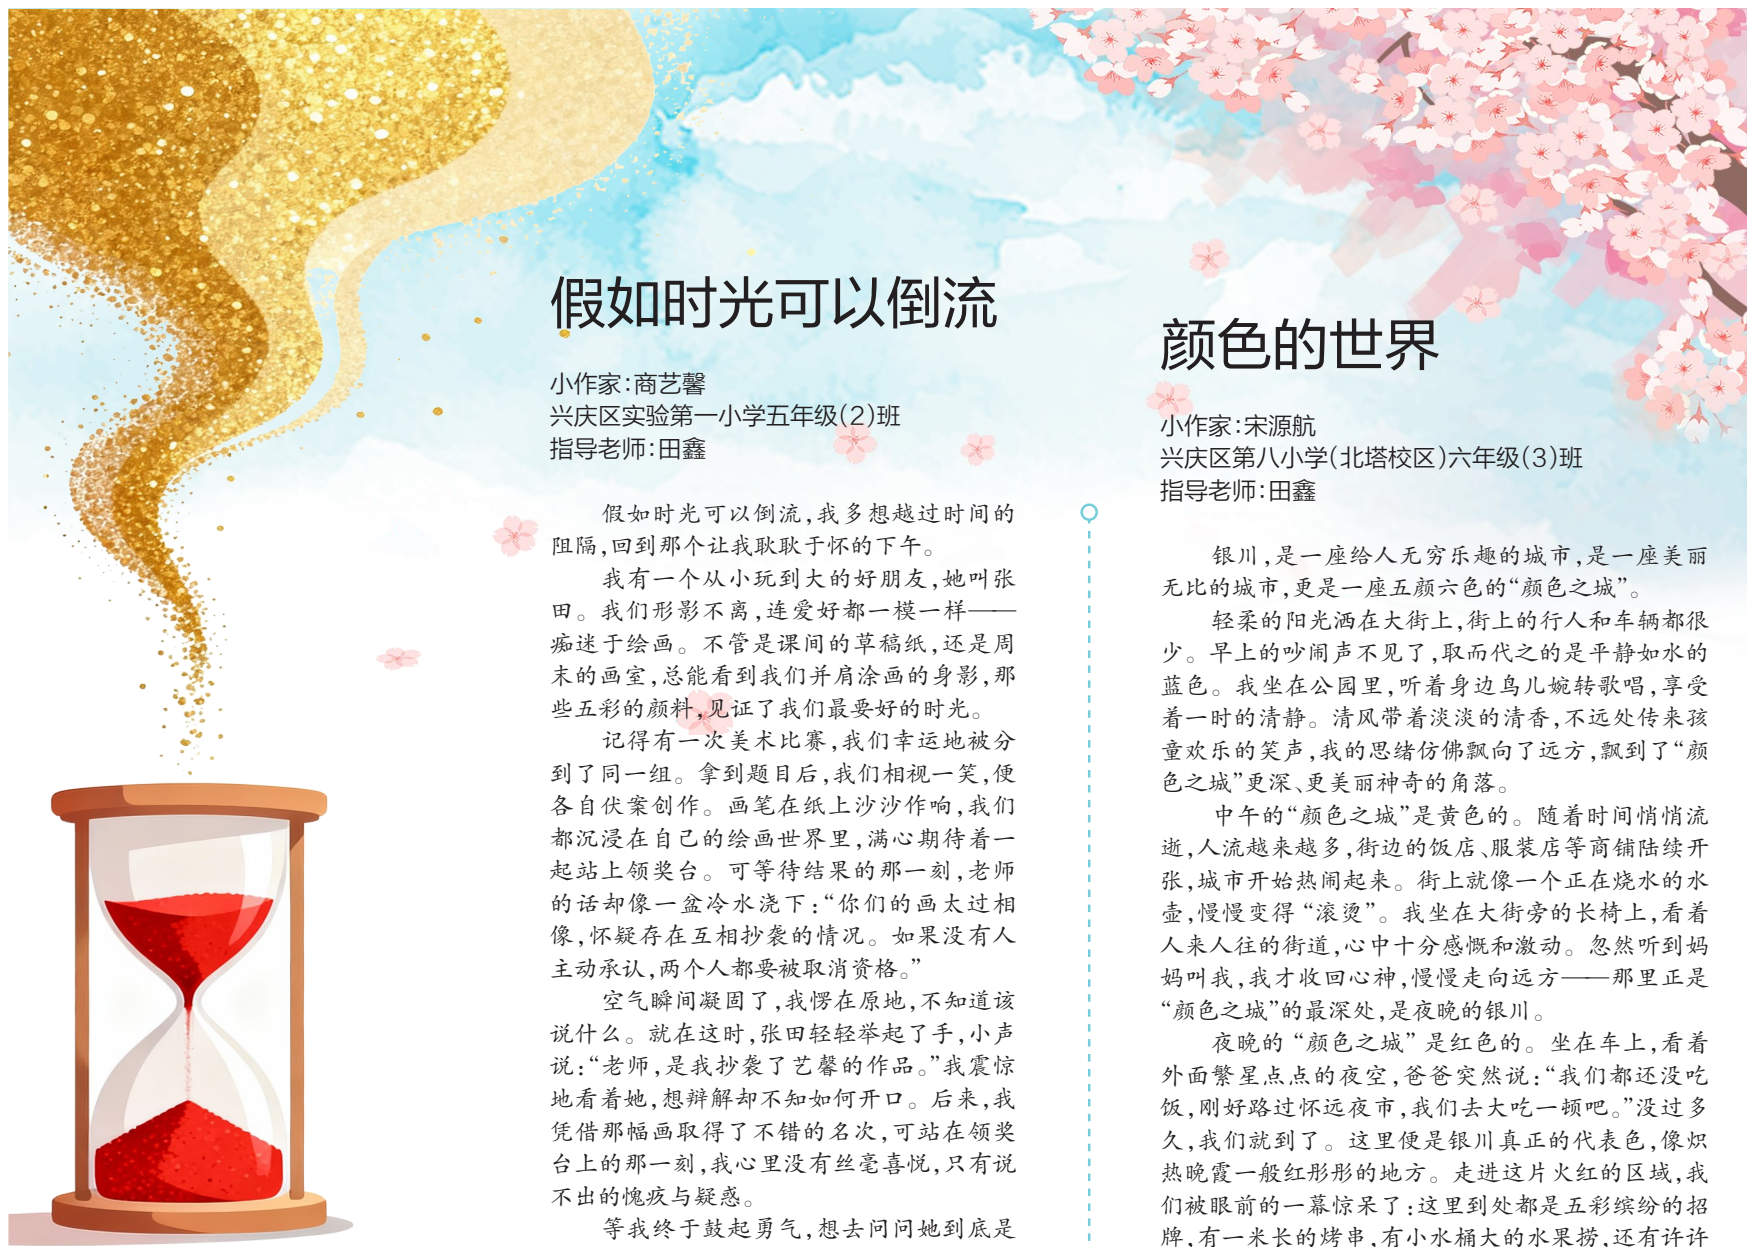 假如时光可以倒流
小作家：商艺馨
兴庆区实验第一小学五年级（2）班
指导老师：田鑫
假如时光可以倒流，我多想越过时间的
阻隔，回到那个让我耿耿于怀的下午。
我有一个从小玩到大的好朋友，她叫张
田。我们形影不离，连爱好都一模一样——
痴迷于绘画。不管是课间的草稿纸，还是周
末的画室，总能看到我们并肩涂画的身影，那
些五彩的颜料，见证了我们最要好的时光。
记得有一次美术比赛，我们幸运地被分
到了同一组。拿到题目后，我们相视一笑，便
各自伏案创作。画笔在纸上沙沙作响，我们
都沉浸在自己的绘画世界里，满心期待着一
起站上领奖台。可等待结果的那一刻，老师
的话却像一盆冷水浇下：“你们的画太过相
像，怀疑存在互相抄袭的情况。如果没有人
主动承认，两个人都要被取消资格。”
空气瞬间凝固了，我愣在原地，不知道该
说什么。就在这时，张田轻轻举起了手，小声
说：“老师，是我抄袭了艺馨的作品。”我震惊
地看着她，想辩解却不知如何开口。后来，我
凭借那幅画取得了不错的名次，可站在领奖
台上的那一刻，我心里没有丝毫喜悦，只有说
不出的愧疚与疑惑。
等我终于鼓起勇气，想去问问她到底是
颜色的世界
小作家：宋源航
兴庆区第八小学（北塔校区）六年级（3）班
指导老师：田鑫
银川，是一座给人无穷乐趣的城市，是一座美丽
无比的城市，更是一座五颜六色的“颜色之城”。
轻柔的阳光洒在大街上，街上的行人和车辆都很
少。早上的吵闹声不见了，取而代之的是平静如水的
蓝色。我坐在公园里，听着身边鸟儿婉转歌唱，享受
着一时的清静。清风带着淡淡的清香，不远处传来孩
童欢乐的笑声，我的思绪仿佛飘向了远方，飘到了“颜
色之城”更深、更美丽神奇的角落。
中午的“颜色之城”是黄色的。随着时间悄悄流
逝，人流越来越多，街边的饭店、服装店等商铺陆续开
张，城市开始热闹起来。街上就像一个正在烧水的水
壶，慢慢变得“滚烫”。我坐在大街旁的长椅上，看着
人来人往的街道，心中十分感慨和激动。忽然听到妈
妈叫我，我才收回心神，慢慢走向远方——那里正是
“颜色之城”的最深处，是夜晚的银川。
夜晚的“颜色之城”是红色的。坐在车上，看着
外面繁星点点的夜空，爸爸突然说：“我们都还没吃
饭，刚好路过怀远夜市，我们去大吃一顿吧。”没过多
久，我们就到了。这里便是银川真正的代表色，像炽
热晚霞一般红彤彤的地方。走进这片火红的区域，我
们被眼前的一幕惊呆了：这里到处都是五彩缤纷的招
牌，有一米长的烤串，有小水桶大的水果捞，还有许许